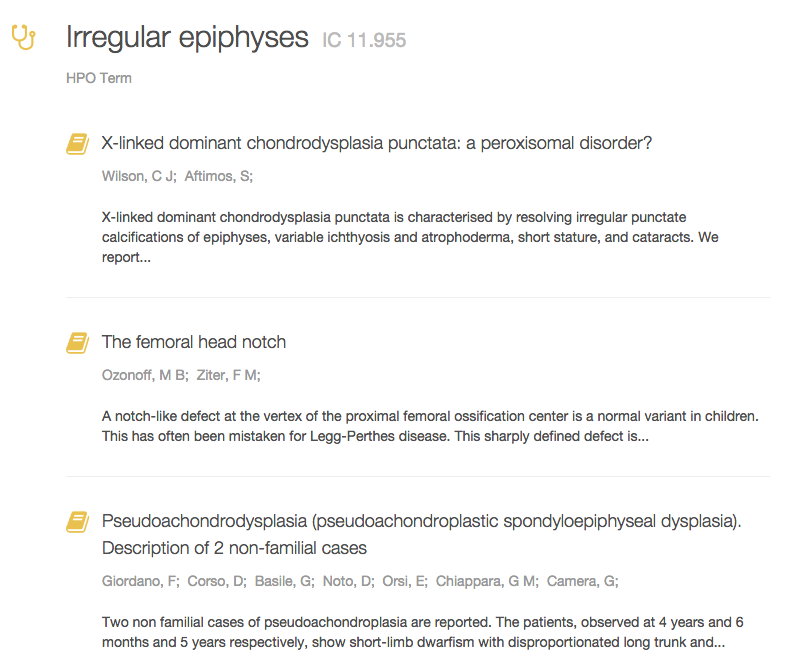 Irregular epiphyses IC 11.955
HPO Term
X-linked dominant chondrodysplasia punctata: a peroxisomal disorder?
Wilson, C J; Aftimos, S;
X-linked dominant chondrodysplasia punctata is characterised by resolving irregular punctate
calcifications of epiphyses, variable ichthyosis and atrophoderma, short stature, and cataracts. We
report...
The femoral head notch
Ozonoff, M B; Ziter, F M;
A notch-like defect at the vertex of the proximal femoral ossification center is a normal variant in children.
This has often been mistaken for Legg-Perthes disease. This sharply defined defect is...
Pseudoachondrodysplasia (pseudoachondroplastic spondyloepiphyseal dysplasia).
Description of 2 non-familial cases
Giordano, F; Corso, D; Basile, G; Noto, D; Orsi, E; Chiappara, G M; Camera, G;
Two non familial cases of pseudoachondroplasia are reported. The patients, observed at 4 years and 6
months and 5 years respectively, show short-limb dwarfism with disproportionated long trunk and...